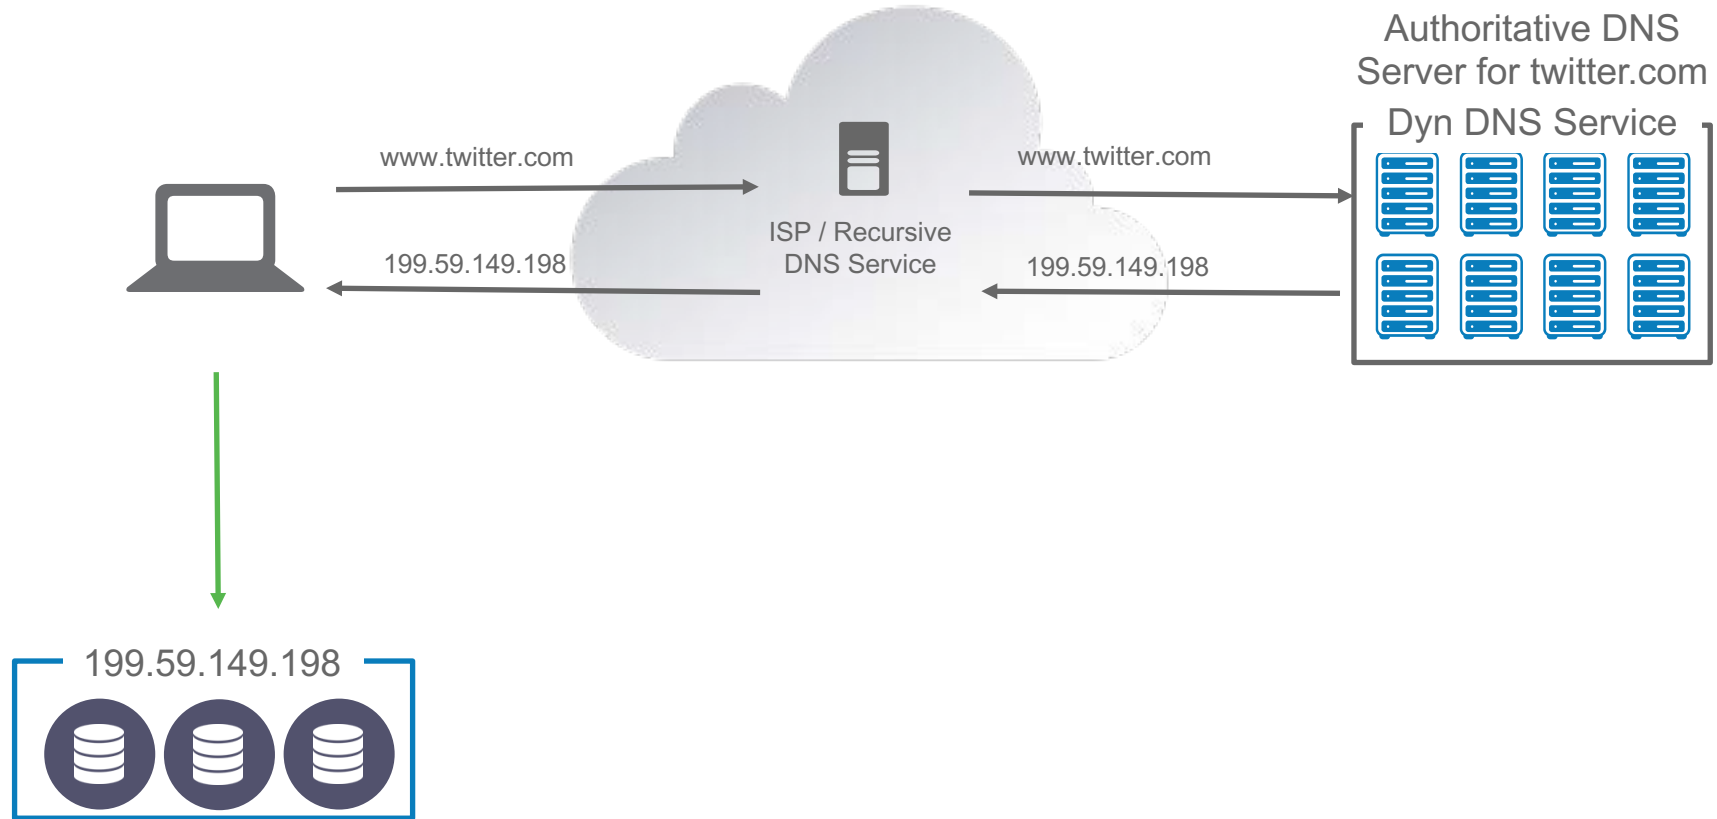 Authoritative DNS
Server for twitter.com
Dyn DNS Service
www.twitter.com
www.twitter.com
ISP / Recursive
DNS Service
199.59.149.198
199.59.149.198
199.59.149.198